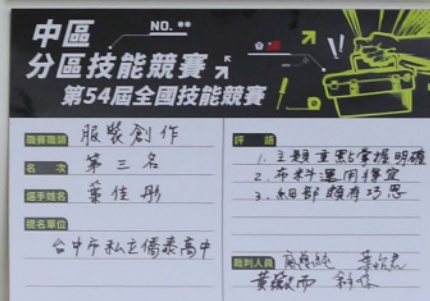 中區
NO. **
分區技能競賽
第54屆全國技能競賽
職賽職類 服裝創作
名 次 第三名
選手姓名 葉佳彤
提名單位
台中市私立僑泰高中
評 語
1. 主題重點掌握明確
2. 布料運用得宜
3. 細部頗有巧思
裁判人員